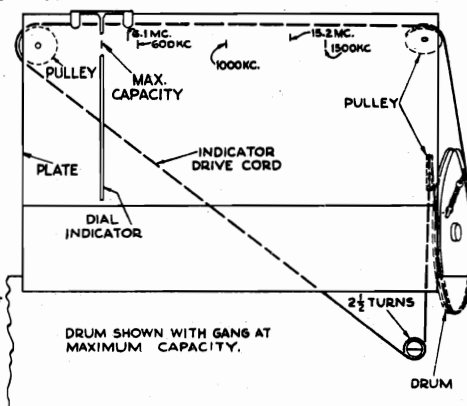 6.1 MC.
600KC
15.2 MC.
1500KC
1000KC.
PULLEY
MAX.
CAPACITY
PULLEY
INDICATOR
DRIVE CORD
PLATE
DIAL
INDICATOR
2½ TURNS
DRUM SHOWN WITH GANG AT
MAXIMUM CAPACITY.
DRUM